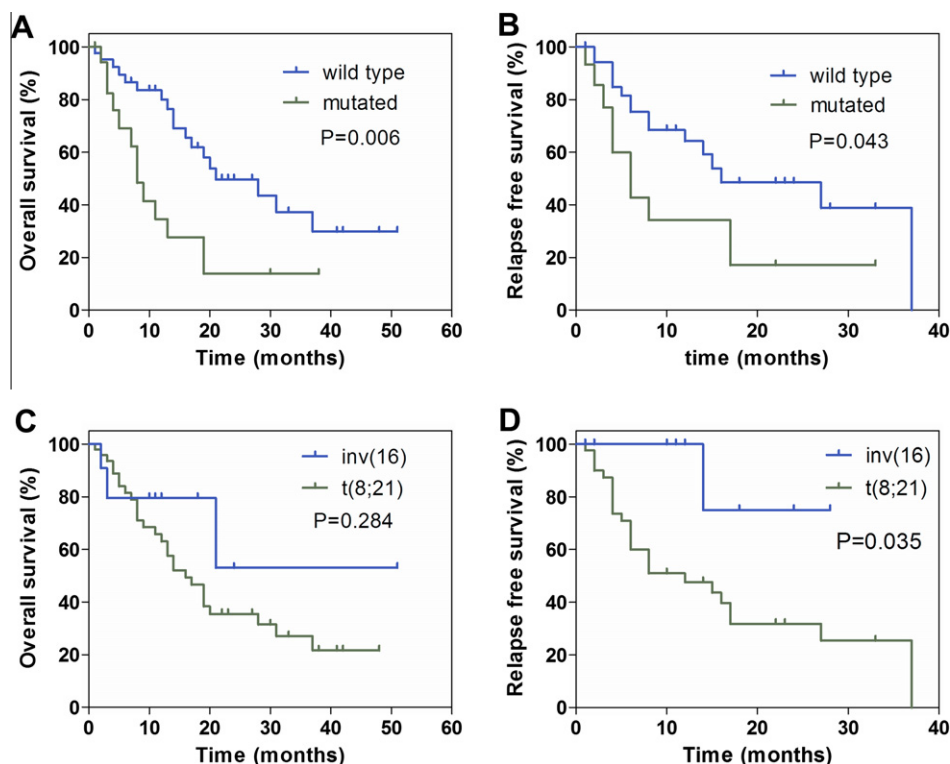 A
Overall survival (%)
100
80
60
40
20
0
wild type
mutated
P=0.006
0 10 20 30 40 50 60
Time (months)
B
Relapse free survival (%)
100
80
60
40
20
0
wild type
mutated
P=0.043
0 10 20 30 40
time (months)
C
Overall survival (%)
100
80
60
40
20
0
inv(16)
t(8;21)
P=0.284
0 10 20 30 40 50 60
Time (months)
D
Relapse free survival (%)
100
80
60
40
20
0
inv(16)
t(8;21)
P=0.035
0 10 20 30 40
Time (months)